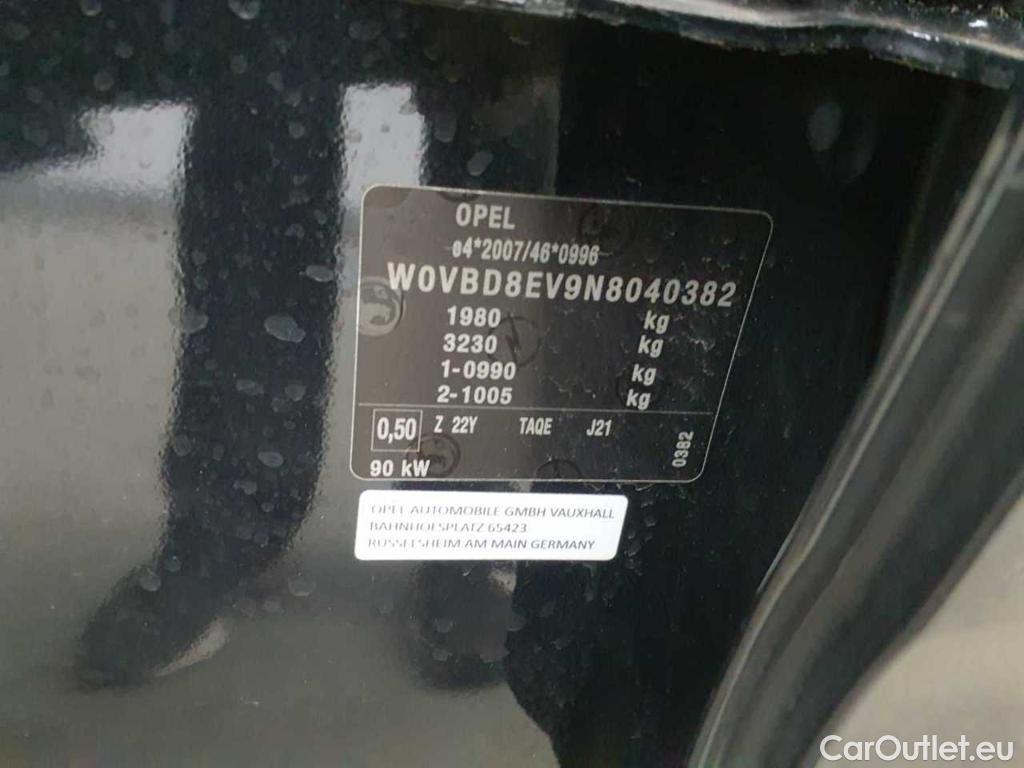 OPEL
e4*2007/46*0996
W0VBD8EV9N8040382
1980 kg
3230 kg
1-0990 kg
2-1005 kg
0,50 Z 22Y TAQE J21
0382
90 kW
OPEL AUTOMOBILE GMBH VAUXHALL
BAHNHOFSPLATZ 65423
RUSSELSHEIM AM MAIN GERMANY
CarOutlet.eu